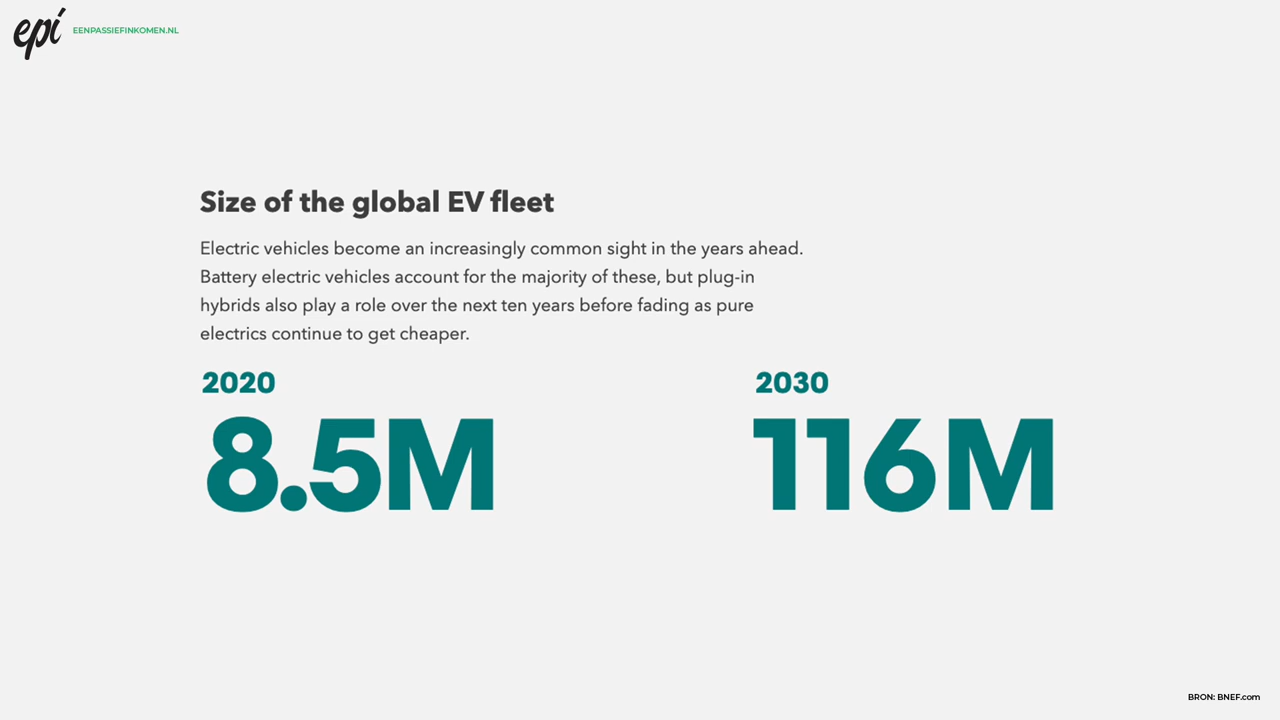 epi
EENPASSIEFINKOMEN.NL
Size of the global EV fleet
Electric vehicles become an increasingly common sight in the years ahead.
Battery electric vehicles account for the majority of these, but plug-in
hybrids also play a role over the next ten years before fading as pure
electrics continue to get cheaper.
2020
8.5M
2030
116M
BRON: BNEF.com